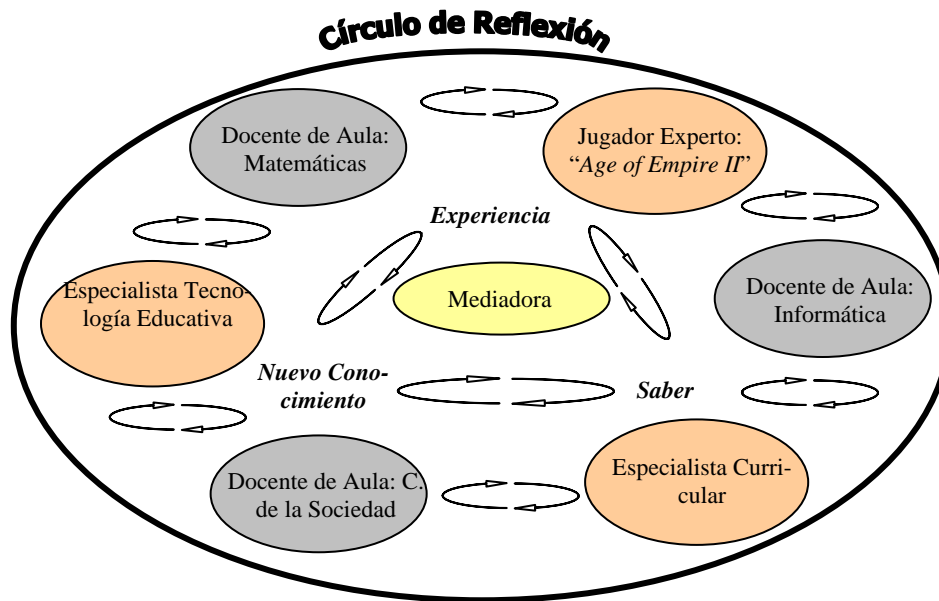 Círculo de Reflexión
Docente de Aula:
Matemáticas
Jugador Experto:
“Age of Empire II”
Experiencia
Especialista Tecno-
logía Educativa
Mediadora
Docente de Aula:
Informática
Nuevo Cono-
cimiento
Saber
Docente de Aula: C.
de la Sociedad
Especialista Curri-
cular